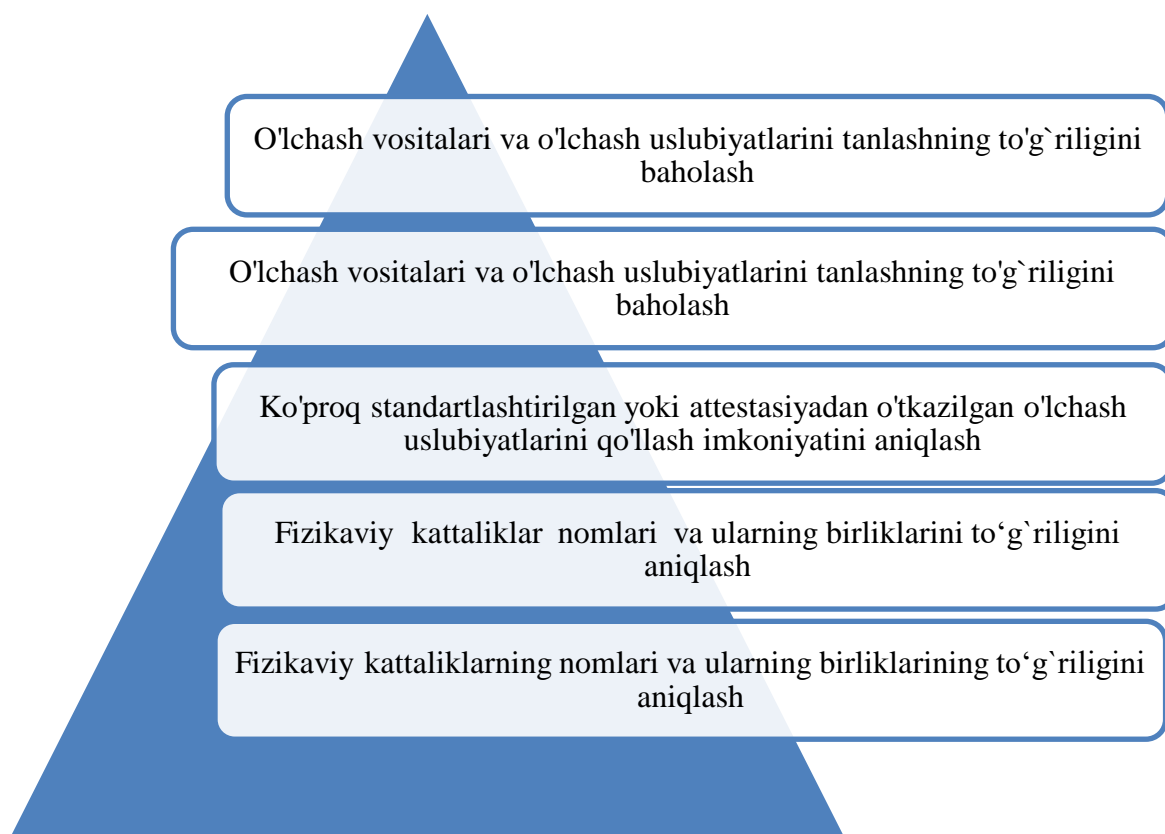 O'lchash vositalari va o'lchash uslubiyatlarini tanlashning to'g`riligini
baholash
O'lchash vositalari va o'lchash uslubiyatlarini tanlashning to'g`riligini
baholash
Ko'proq standartlashtirilgan yoki attestasiyadan o'tkazilgan o'lchash
uslubiyatlarini qo'llash imkoniyatini aniqlash
Fizikaviy kattaliklar nomlari va ularning birliklarini to‘g`riligini
aniqlash
Fizikaviy kattaliklarning nomlari va ularning birliklarining to‘g`riligini
aniqlash